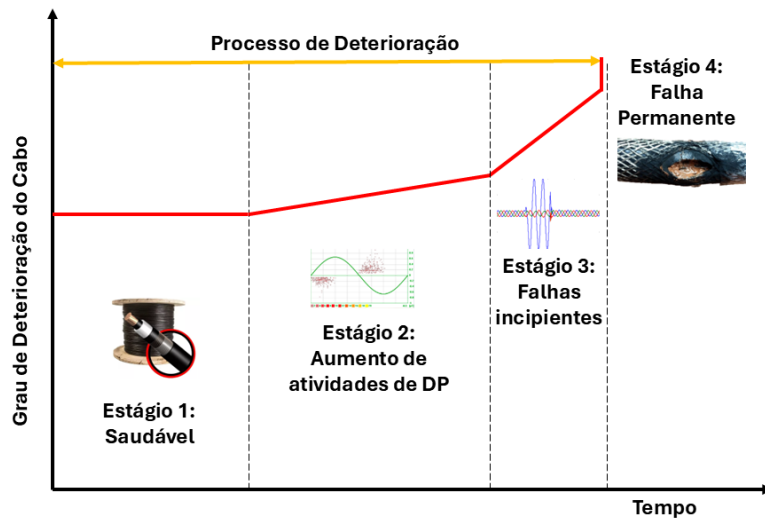 Processo de Deterioração
Estágio 4:
Falha
Permanente
Grau de Deterioração do Cabo
Estágio 3:
Falhas
incipientes
Estágio 2:
Aumento de
atividades de DP
Estágio 1:
Saudável
Tempo